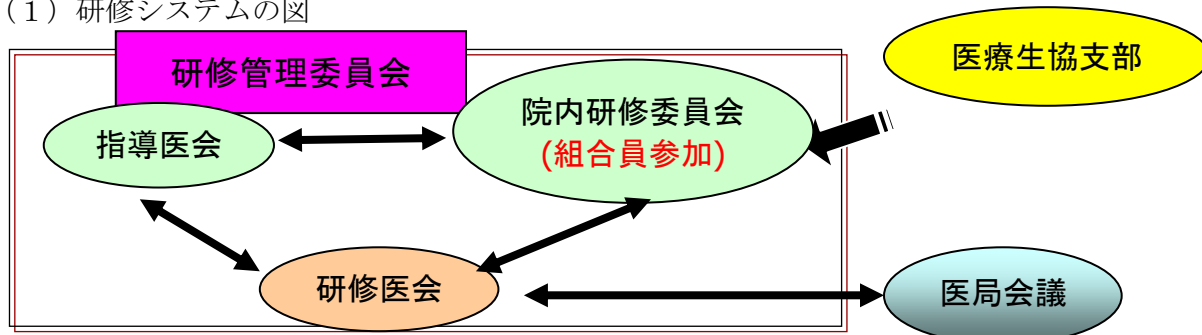 (1)研修システムの図
研修管理委員会
医療生協支部
指導医会
院内研修委員会
(組合員参加)
研修医会
医局会議